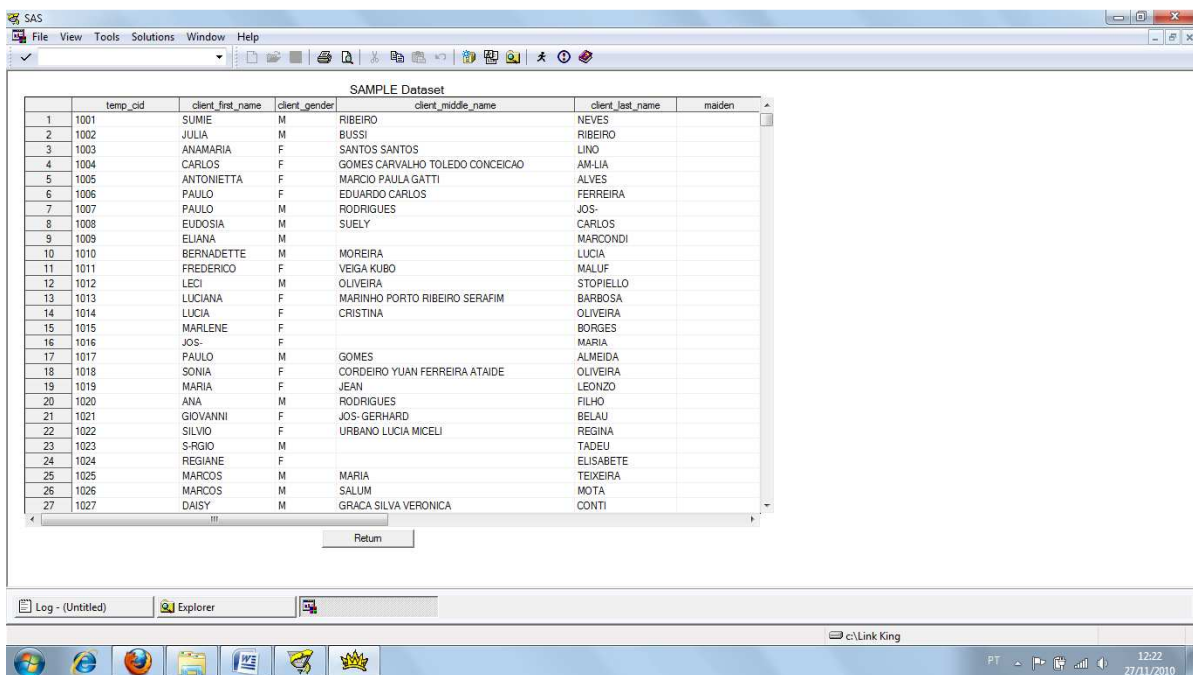 SAS
File View Tools Solutions Window Help
SAMPLE Dataset
temp_cid client_first_name client_gender client_middle_name client_last_name maiden
1 1001 SUMIE M RIBEIRO NEVES
2 1002 JULIA M BUSSI RIBEIRO
3 1003 ANAMARIA F SANTOS SANTOS LINO
4 1004 CARLOS F GOMES CARVALHO TOLEDO CONCEICAO AM-LIA
5 1005 ANTONIETTA F MARCIO PAULA GATTI ALVES
6 1006 PAULO F EDUARDO CARLOS FERREIRA
7 1007 PAULO M RODRIGUES JOS-
8 1008 EUDOSIA M SUELY CARLOS
9 1009 ELIANA M MARCONDI
10 1010 BERNADETTE M MOREIRA LUCIA
11 1011 FREDERICO F VEIGA KUBO MALUF
12 1012 LECI M OLIVEIRA STOPIELLO
13 1013 LUCIANA F MARINHO PORTO RIBEIRO SERAFIM BARBOSA
14 1014 LUCIA F CRISTINA OLIVEIRA
15 1015 MARLENE F BORGES
16 1016 JOS- F MARIA
17 1017 PAULO M GOMES ALMEIDA
18 1018 SONIA F CORDEIRO YUAN FERREIRA ATAIDE OLIVEIRA
19 1019 MARIA F JEAN LEONZO
20 1020 ANA M RODRIGUES FILHO
21 1021 GIOVANNI F JOS- GERHARD BELAU
22 1022 SILVIO F URBANO LUCIA MICELI REGINA
23 1023 S-RGIO M TADEU
24 1024 REGIANE F ELISABETE
25 1025 MARCOS M MARIA TEIXEIRA
26 1026 MARCOS M SALUM MOTA
27 1027 DAISY M GRACA SILVA VERONICA CONTI
Return
Log - (Untitled) Explorer
c:\Link King
PT 12:22
27/11/2010